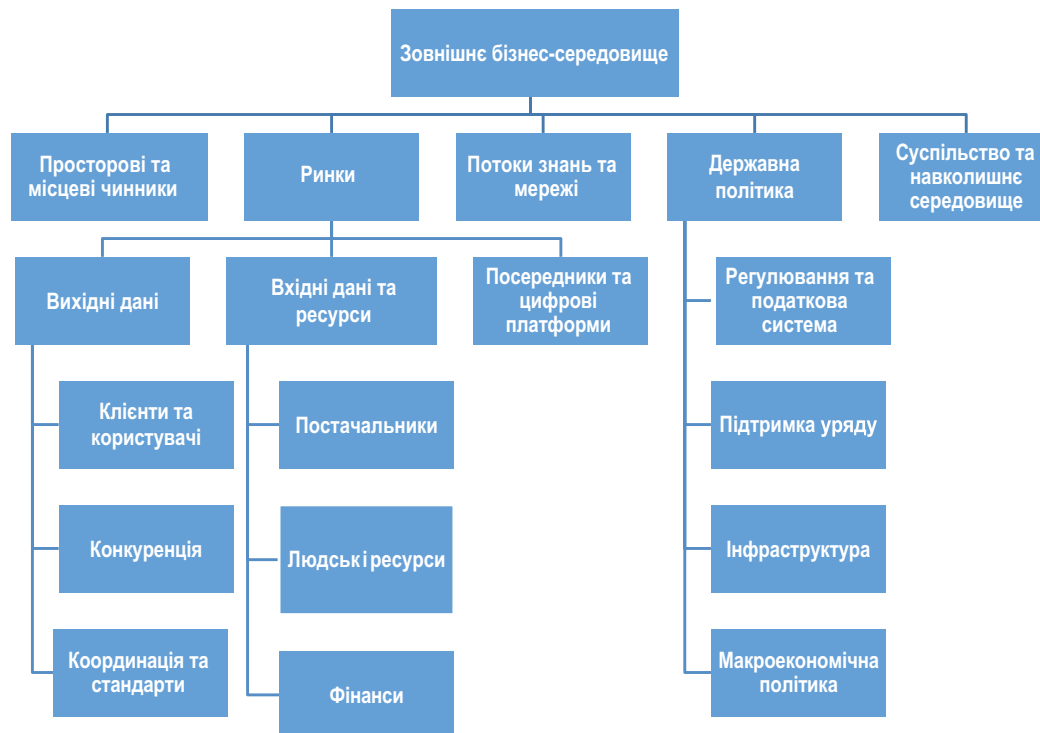 Зовнішнє бізнес-середовище
Просторові та
місцеві чинники
Ринки
Потоки знань та
мережі
Державна
політика
Суспільство та
навколишнє
середовище
Вихідні дані
Вхідні дані та
ресурси
Посередники та
цифрові
платформи
Регулювання та
податкова
система
Клієнти та
користувачі
Постачальники
Підтримка уряду
Конкуренція
Людськ і ресурси
Інфраструктура
Координація та
стандарти
Фінанси
Макроекономічна
політика